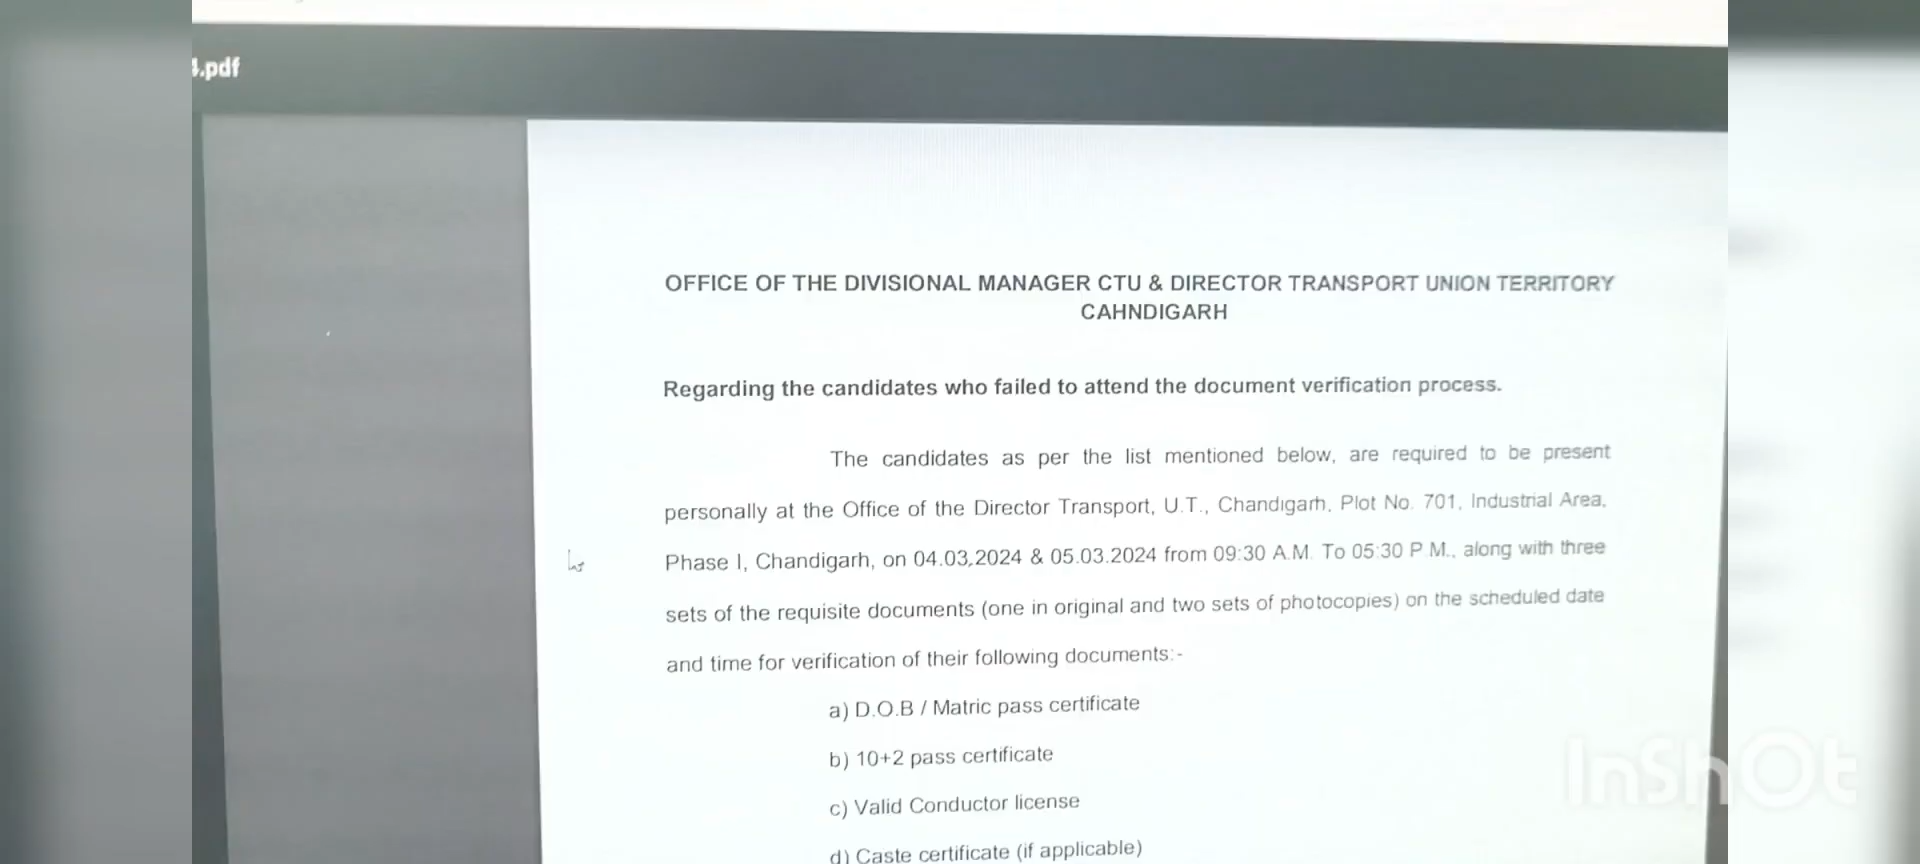 4.pdf
OFFICE OF THE DIVISIONAL MANAGER CTU & DIRECTOR TRANSPORT UNION TERRITORY
CAHNDIGARH
Regarding the candidates who failed to attend the document verification process.
The candidates as per the list mentioned below, are required to be present
personally at the Office of the Director Transport, U.T., Chandigarh, Plot No. 701, Industrial Area,
Phase I, Chandigarh, on 04.03.2024 & 05.03.2024 from 09:30 A.M. To 05:30 P.M., along with three
sets of the requisite documents (one in original and two sets of photocopies) on the scheduled date
and time for verification of their following documents:-
a) D.O.B / Matric pass certificate
b) 10+2 pass certificate
c) Valid Conductor license
d) Caste certificate (if applicable)
InShOt